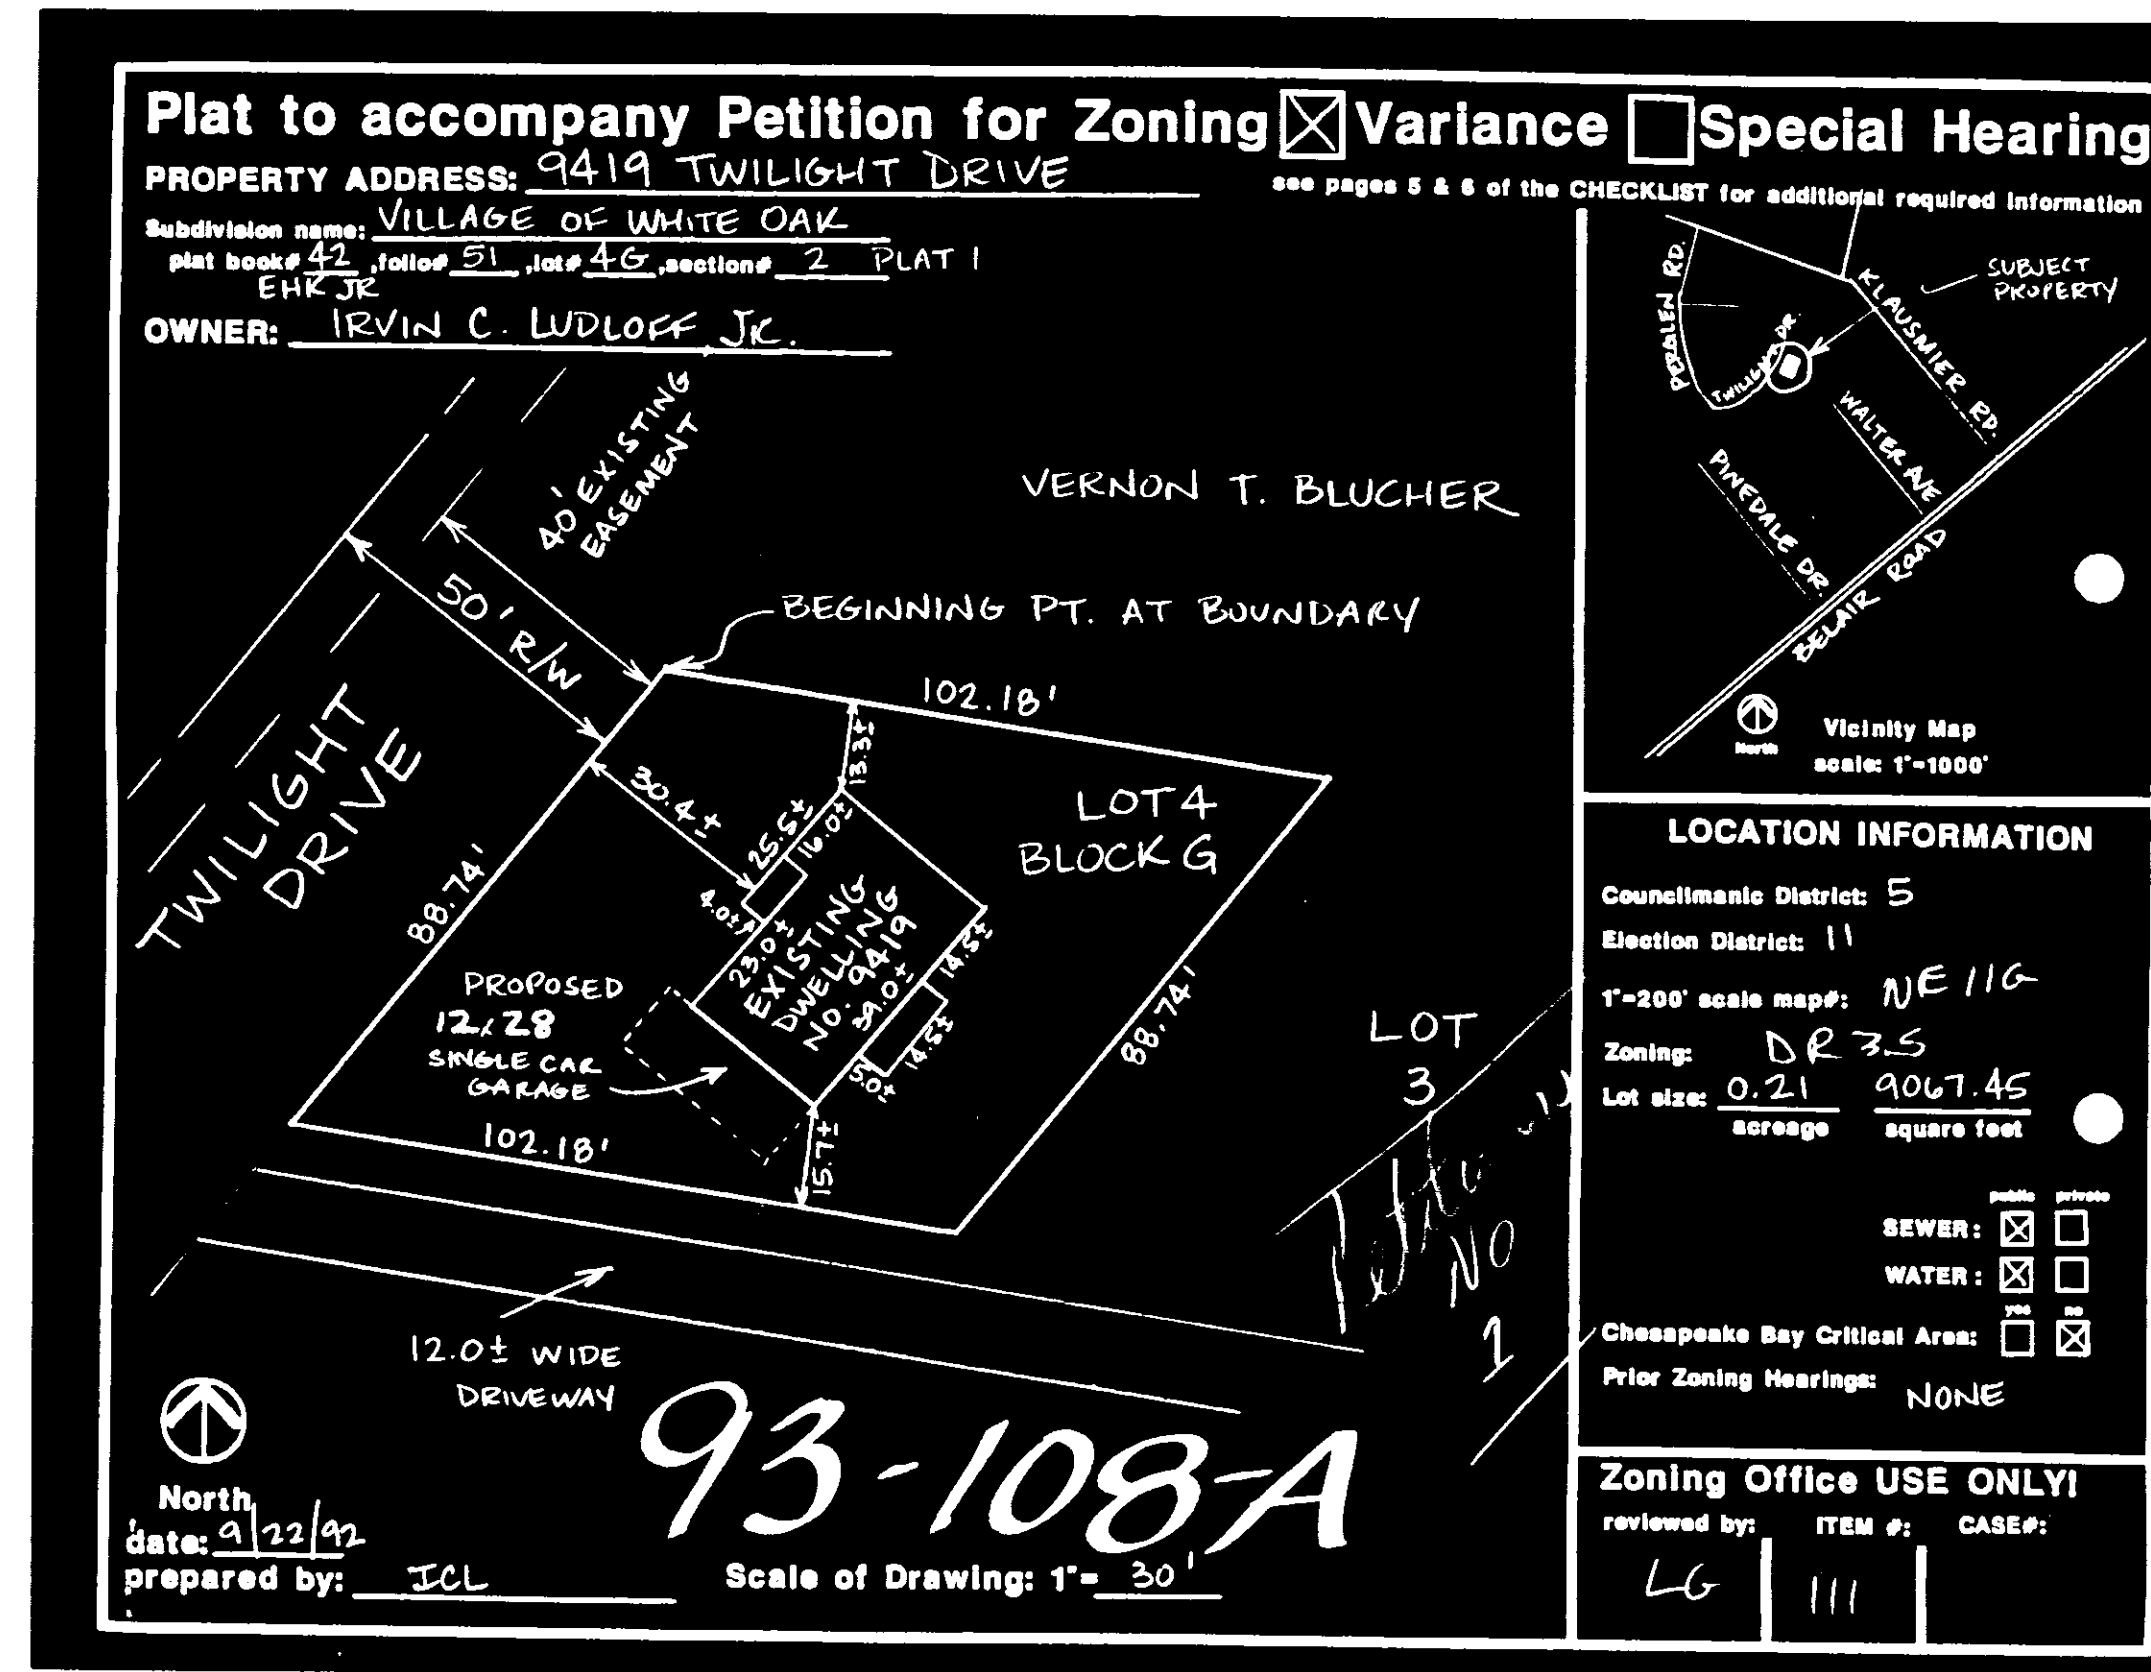 Plat to accompany Petition for Zoning Variance Special Hearing
PROPERTY ADDRESS: 9419 TWILIGHT DRIVE
see pages 5 & 6 of the CHECKLIST for additional required information
Subdivision name: VILLAGE OF WHITE OAK
plat book# 42 ,folio# 51 ,lot# 4G ,section# 2 PLAT 1
EHK JR
OWNER: IRVIN C. LUDLOFF JR.
40' EXISTING
EASEMENT
VERNON T. BLUCHER
50' R/W
BEGINNING PT. AT BOUNDARY
102.18'
TWILIGHT
DRIVE
13.3±
30.4±
25.5±
16.0±
LOT 4
BLOCK G
88.74'
4.0±
23.0±
EXISTING
DWELLING
NO. 9419
39.0±
14.5±
14.5±
5.0±
88.74'
PROPOSED
12x28
SINGLE CAR
GARAGE
102.18'
15.7±
LOT
3
12.0± WIDE
DRIVEWAY
NO
1
93-108-A
North
date: 9/22/92
prepared by: ICL
Scale of Drawing: 1"= 30'
SUBJECT
PROPERTY
KLAUSMIER RD.
TWILIGHT DR.
WALTER AVE
PINEDALE DR.
BELAIR ROAD
North
Vicinity Map
scale: 1"=1000'
LOCATION INFORMATION
Councilmanic District: 5
Election District: 11
1"=200' scale map#: NE 11G
Zoning: DR 3.5
Lot size: 0.21 9067.45
acreage square feet
public private
SEWER:
WATER:
yes no
Chesapeake Bay Critical Area:
Prior Zoning Hearings: NONE
Zoning Office USE ONLY!
reviewed by: ITEM #: CASE#:
LG 111